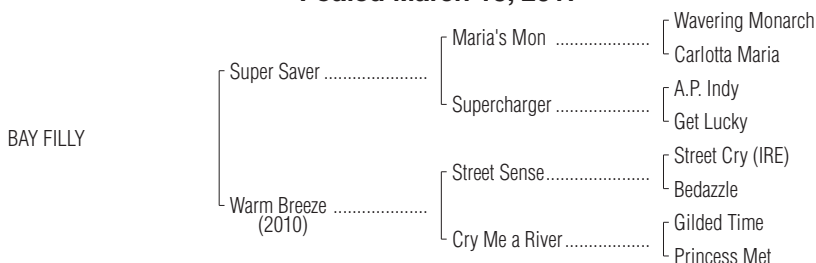 Wavering Monarch
Maria's Mon ....................
Carlotta Maria
Super Saver ......................
A.P. Indy
Supercharger ....................
Get Lucky
BAY FILLY
Street Cry (IRE)
Street Sense......................
Bedazzle
Warm Breeze ....................
(2010)
Gilded Time
Cry Me a River..................
Princess Met